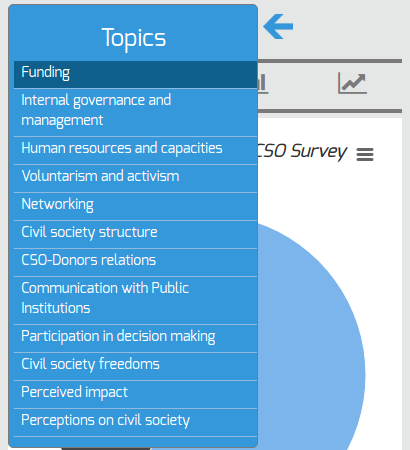 Topics
Funding
Internal governance and
management
Human resources and capacities
CSO Survey
Voluntarism and activism
Networking
Civil society structure
CSO-Donors relations
Communication with Public
Institutions
Participation in decision making
Civil society freedoms
Perceived impact
Perceptions on civil society